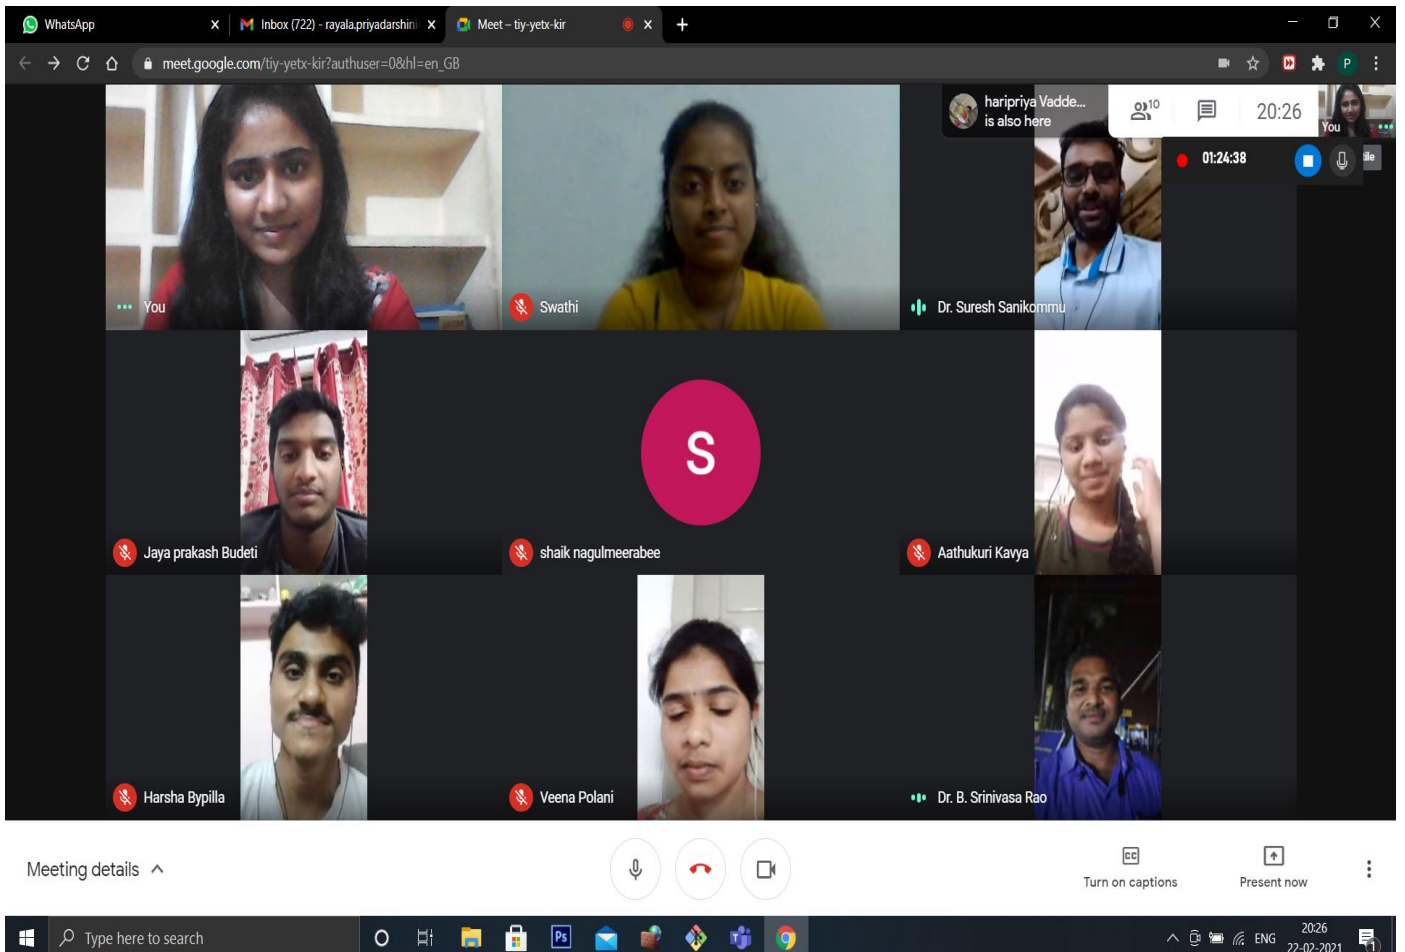 WhatsApp
Inbox (722) - rayala.priyadarshini
Meet – tiy-yetx-kir
meet.google.com/tiy-yetx-kir?authuser=0&hl=en_GB
P
haripriya Vadde...
is also here
10
20:26
You
01:24:38
You
Swathi
Dr. Suresh Sanikommu
S
Jaya prakash Budeti
shaik nagulmeerabee
Aathukuri Kavya
Harsha Bypilla
Veena Polani
Dr. B. Srinivasa Rao
Meeting details
CC
Turn on captions
Present now
Type here to search
Ps
ENG
20:26
22-02-2021
1